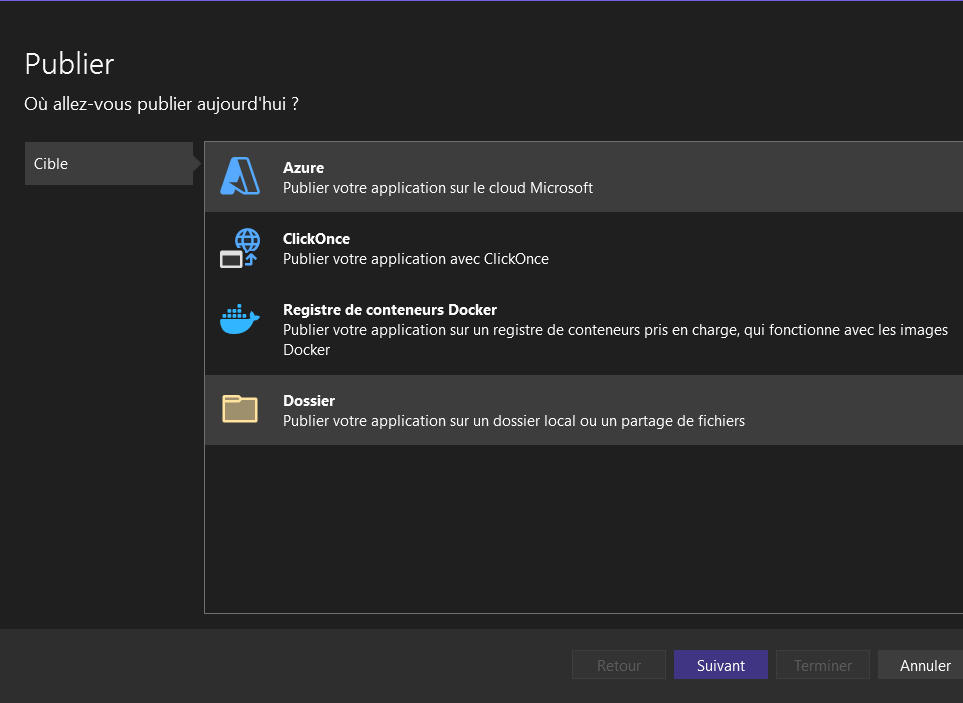 Publier
Où allez-vous publier aujourd'hui ?
Cible
Azure
Publier votre application sur le cloud Microsoft
ClickOnce
Publier votre application avec ClickOnce
Registre de conteneurs Docker
Publier votre application sur un registre de conteneurs pris en charge, qui fonctionne avec les images
Docker
Dossier
Publier votre application sur un dossier local ou un partage de fichiers
Retour
Suivant
Terminer
Annuler